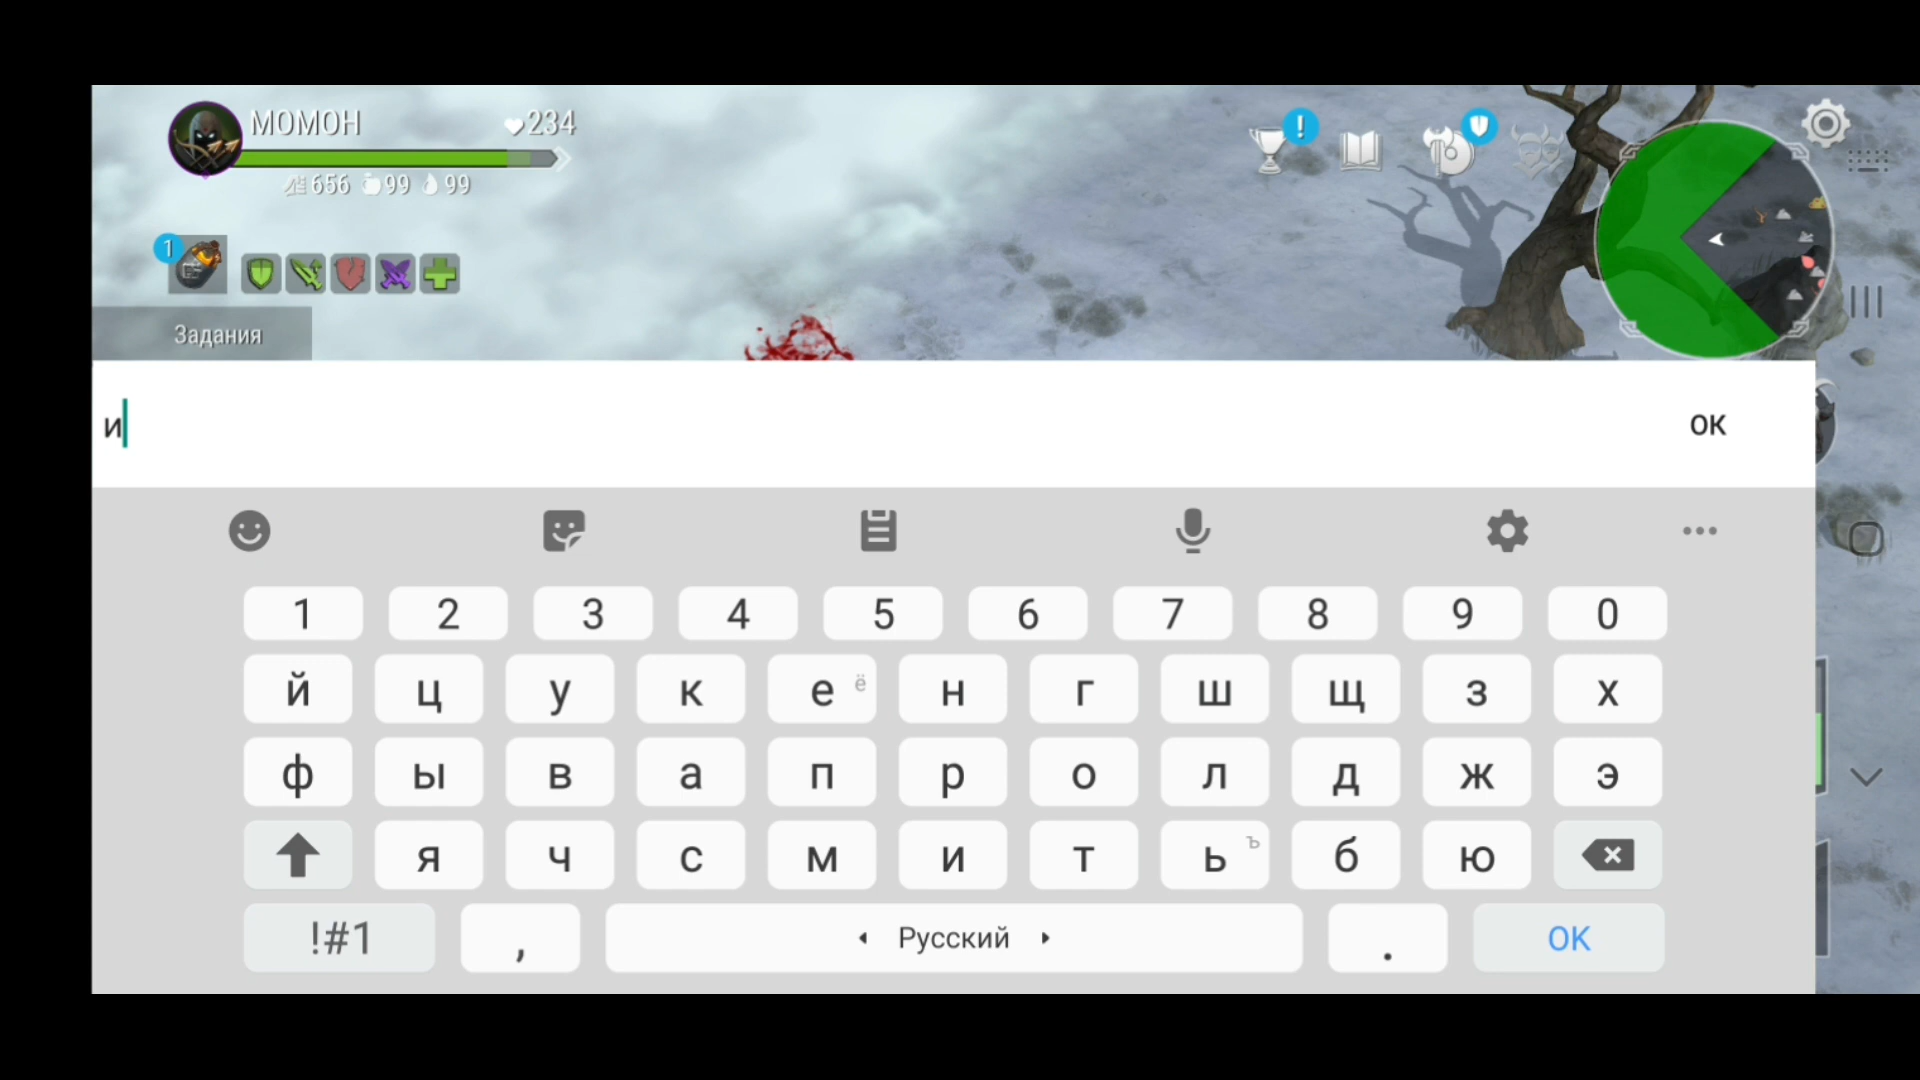 МОМОН 234
656 99 99
!
1
Задания
и
ОК
1 2 3 4 5 6 7 8 9 0
й ц у к е ё н г ш щ з х
ф ы в а п р о л д ж э
я ч с м и т ь ъ б ю
!#1 , Русский . OK